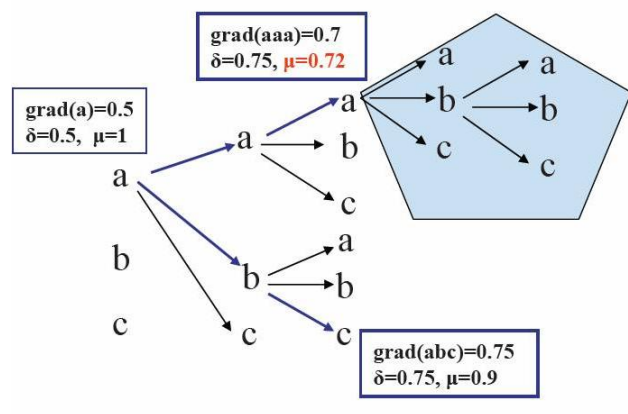 grad(aaa)=0.7
δ=0.75, μ=0.72
grad(a)=0.5
δ=0.5, μ=1
a
a
a
a
b
b
a
b
c
c
a
b
c
b
a
b
b
c
c
c
grad(abc)=0.75
δ=0.75, μ=0.9